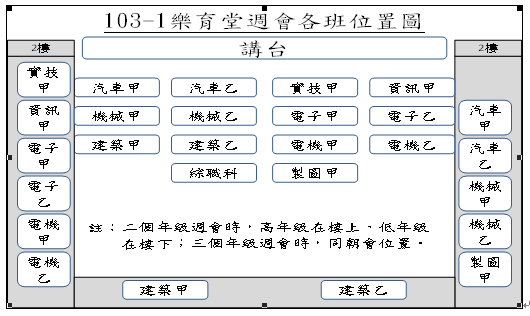 103-1樂育堂週會各班位置圖
2樓
講台
2樓
實技
甲
資訊
甲
電子
甲
電子
乙
電機
甲
電機
乙
汽車甲 汽車乙 實技甲 資訊甲
機械甲 機械乙 電子甲 電子乙
建築甲 建築乙 電機甲 電機乙
綜職科 製圖甲
註：二個年級週會時，高年級在樓上、低年級
在樓下；三個年級週會時，同朝會位置。
汽車
甲
汽車
乙
機械
甲
機械
乙
製圖
甲
建築甲 建築乙